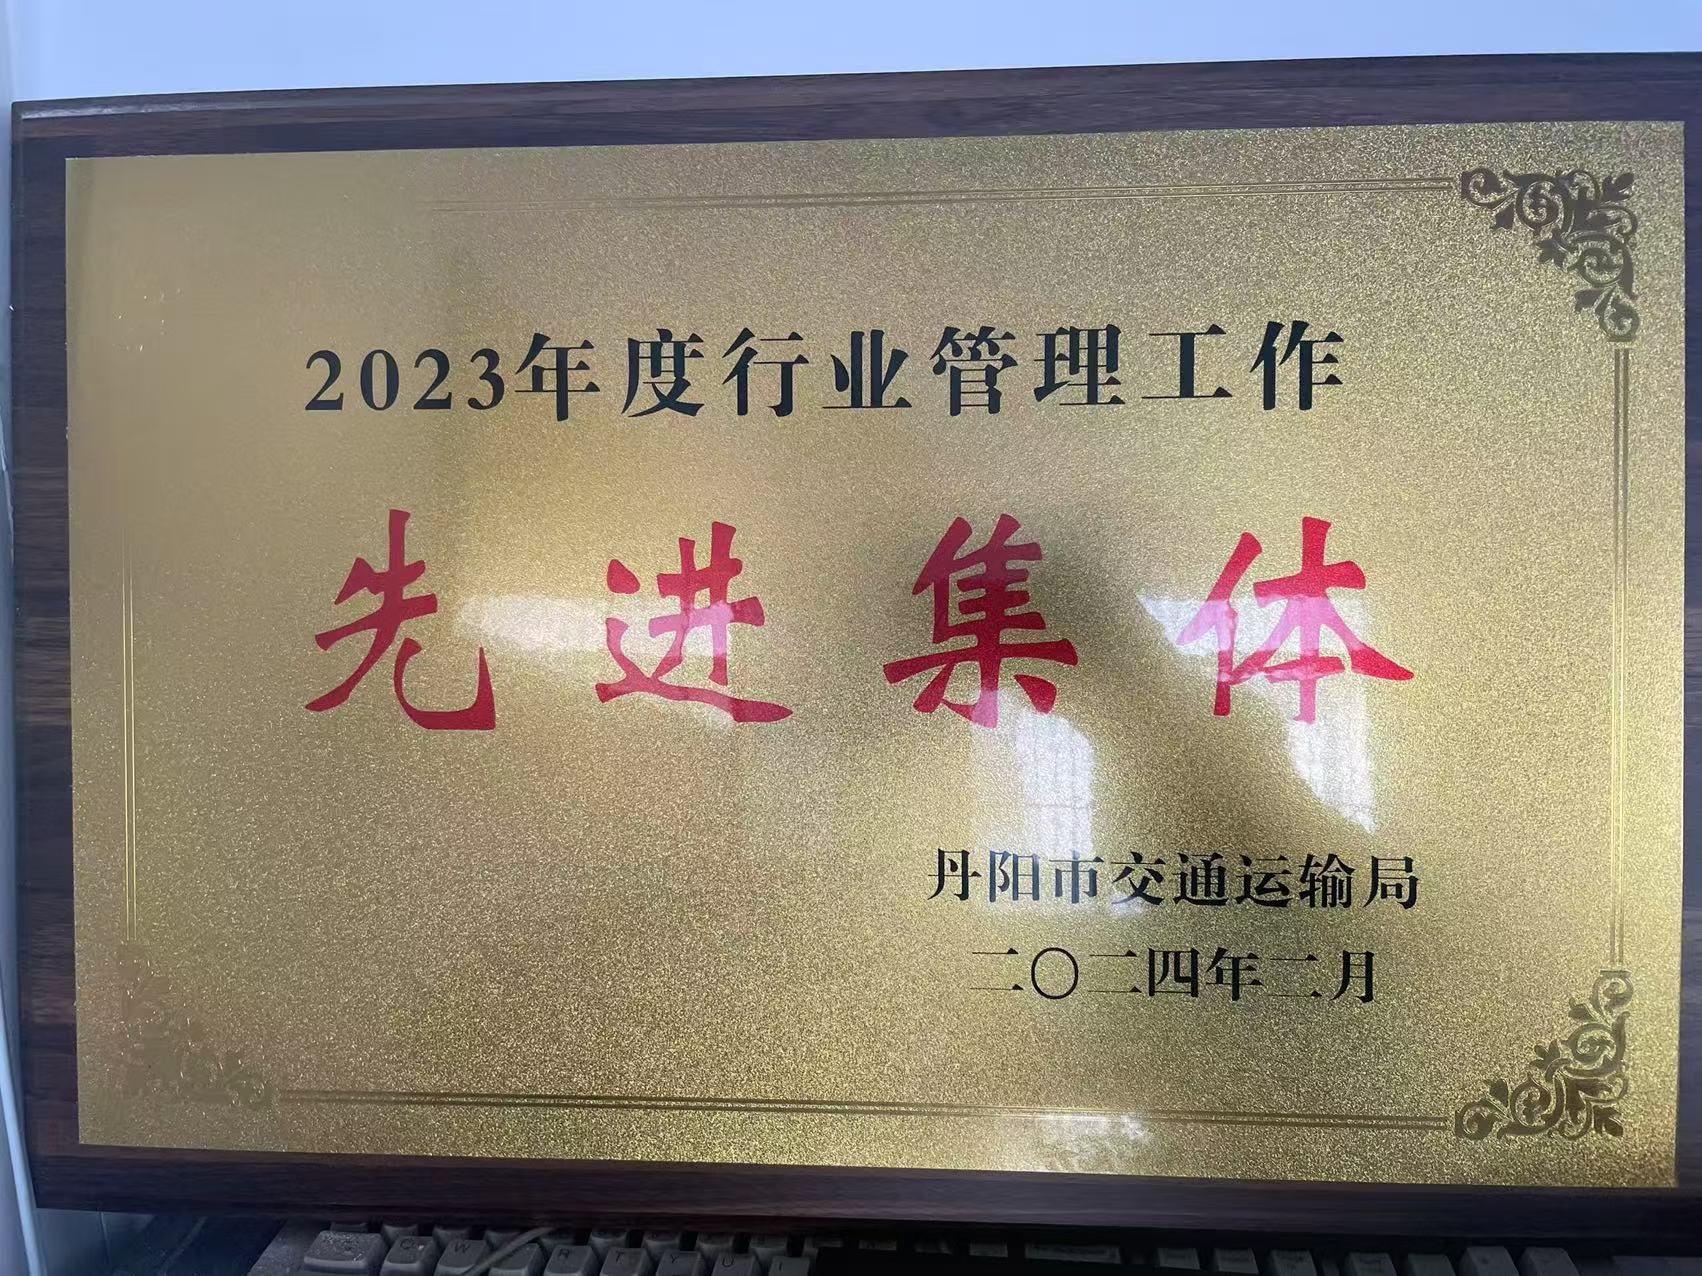 2023年度行业管理工作
先进集体
丹阳市交通运输局
二〇二四年二月
Q W R T Y U I